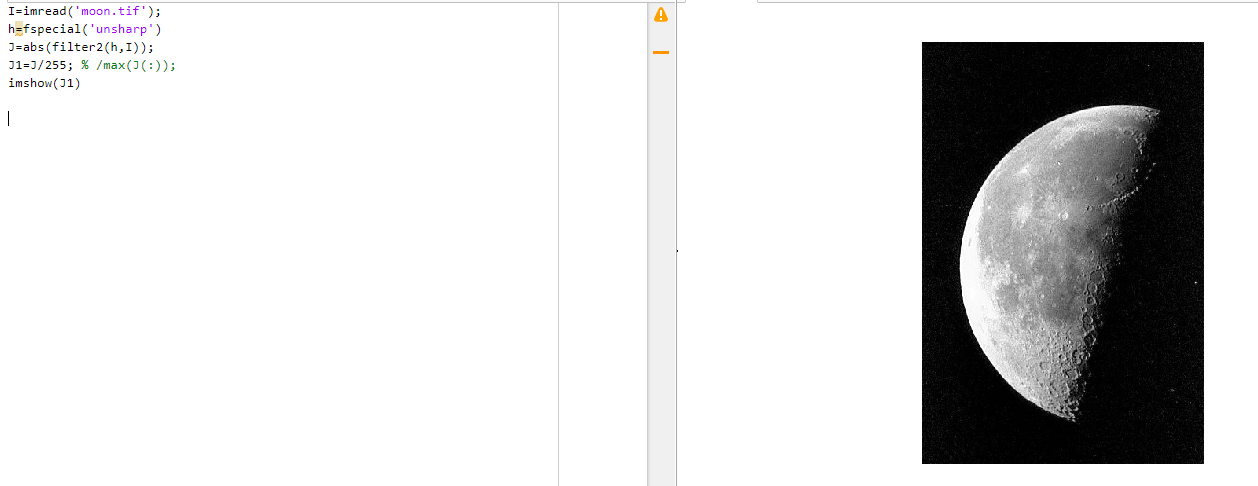 I=imread('moon.tif');
h=fspecial('unsharp')
J=abs(filter2(h,I));
J1=J/255; % /max(J(:));
imshow(J1)